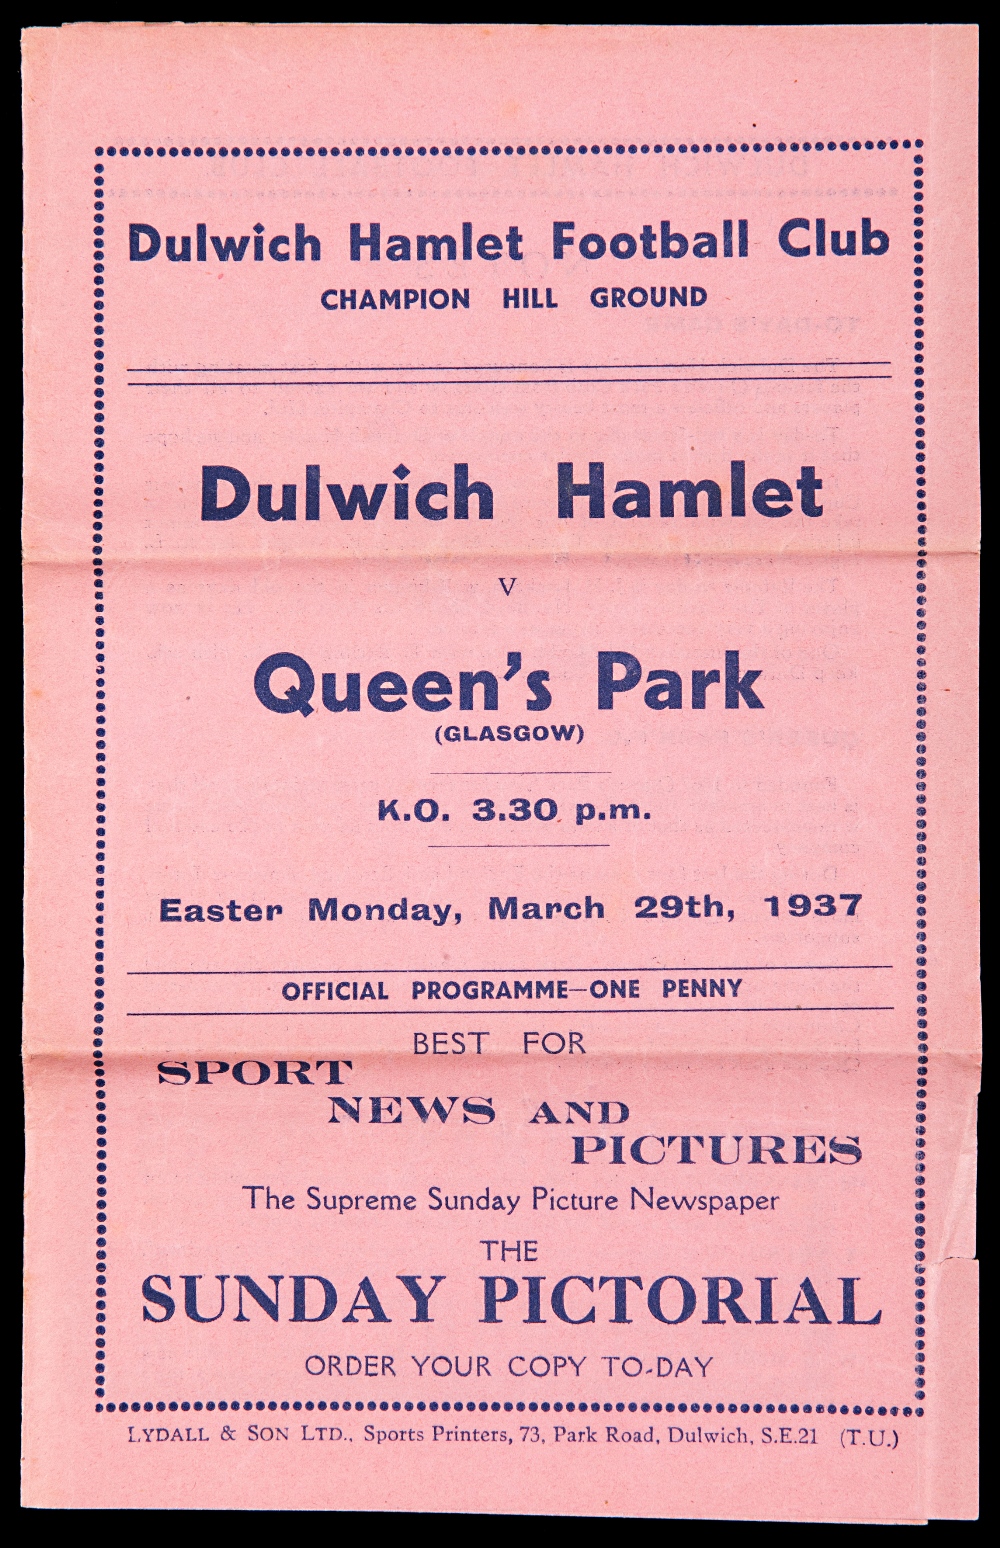 Dulwich Hamlet Football Club
CHAMPION HILL GROUND
Dulwich Hamlet
v
Queen's Park
(GLASGOW)
K.O. 3.30 p.m.
Easter Monday, March 29th, 1937
OFFICIAL PROGRAMME—ONE PENNY
BEST FOR
SPORT
NEWS AND
PICTURES
The Supreme Sunday Picture Newspaper
THE
SUNDAY PICTORIAL
ORDER YOUR COPY TO-DAY
LYDALL & SON LTD., Sports Printers, 73, Park Road, Dulwich, S.E.21 (T.U.)